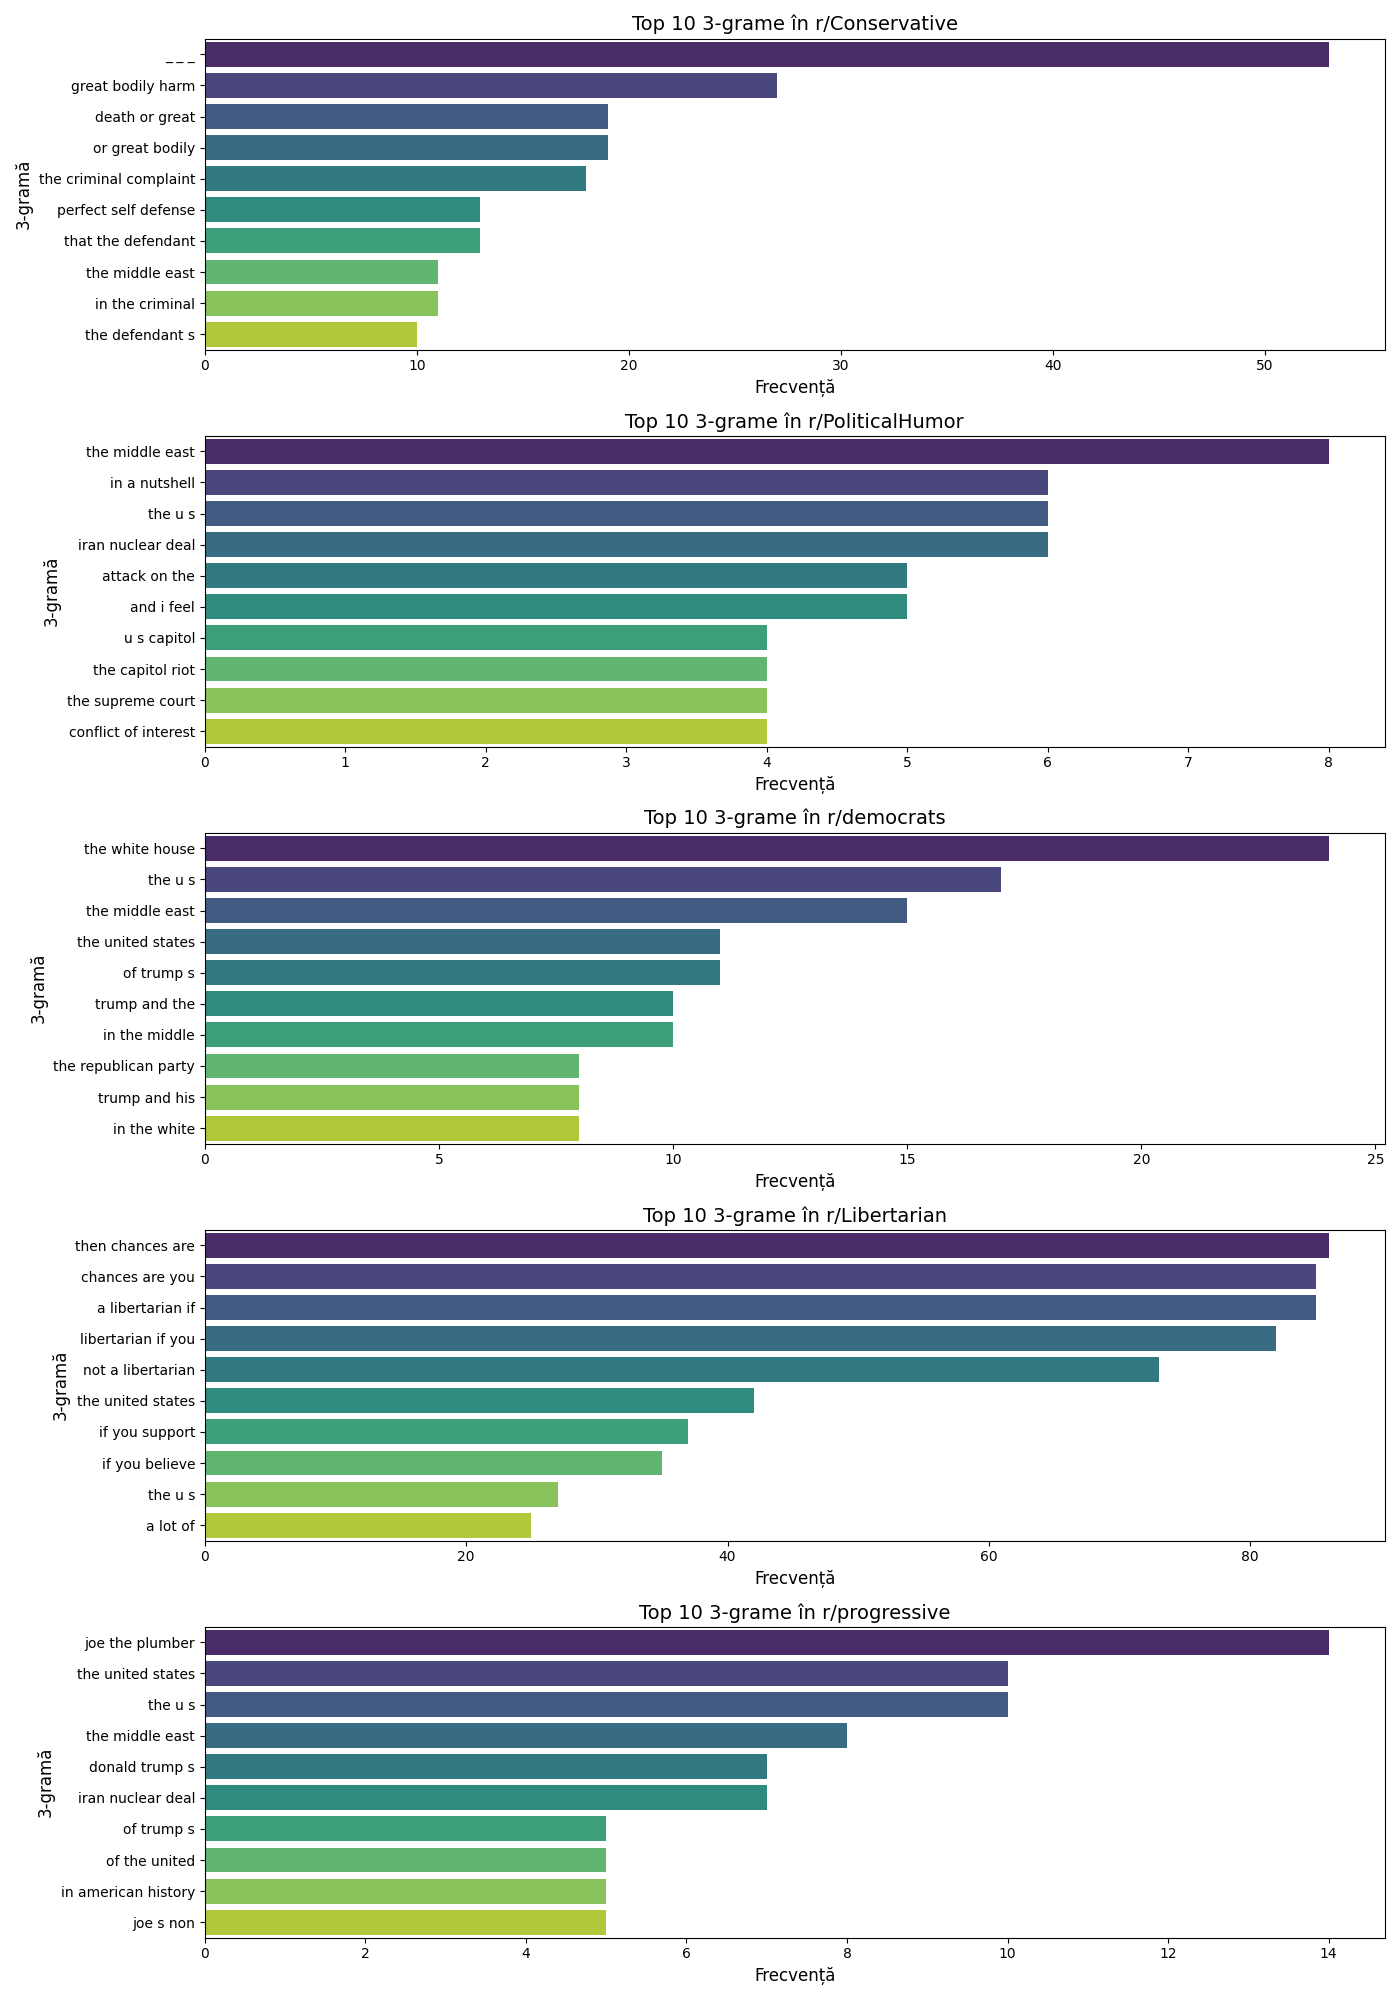 Top 10 3-grame în r/Conservative
3-gramă
_ _ _
great bodily harm
death or great
or great bodily
the criminal complaint
perfect self defense
that the defendant
the middle east
in the criminal
the defendant s
0 10 20 30 40 50
Frecvență
Top 10 3-grame în r/PoliticalHumor
3-gramă
the middle east
in a nutshell
the u s
iran nuclear deal
attack on the
and i feel
u s capitol
the capitol riot
the supreme court
conflict of interest
0 1 2 3 4 5 6 7 8
Frecvență
Top 10 3-grame în r/democrats
3-gramă
the white house
the u s
the middle east
the united states
of trump s
trump and the
in the middle
the republican party
trump and his
in the white
0 5 10 15 20 25
Frecvență
Top 10 3-grame în r/Libertarian
3-gramă
then chances are
chances are you
a libertarian if
libertarian if you
not a libertarian
the united states
if you support
if you believe
the u s
a lot of
0 20 40 60 80
Frecvență
Top 10 3-grame în r/progressive
3-gramă
joe the plumber
the united states
the u s
the middle east
donald trump s
iran nuclear deal
of trump s
of the united
in american history
joe s non
0 2 4 6 8 10 12 14
Frecvență